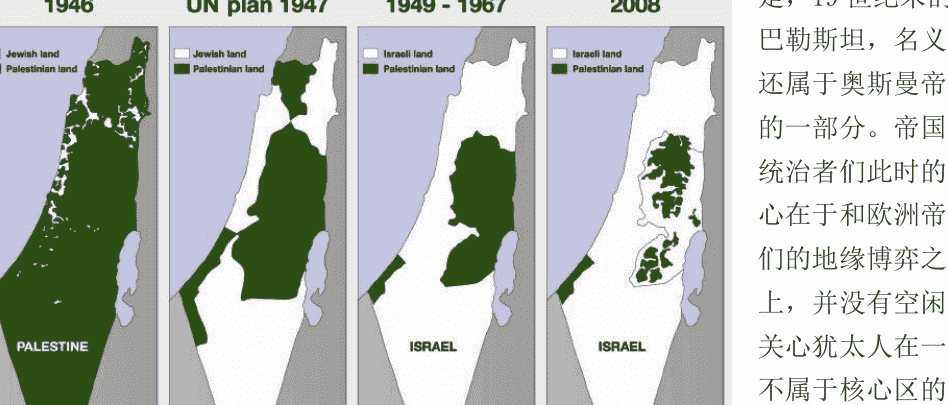 1946
UN plan 1947
1949 - 1967
2008
Jewish land
Palestinian land
Jewish land
Palestinian land
Israeli land
Palestinian land
Israeli land
Palestinian land
PALESTINE
ISRAEL
ISRAEL
巴勒斯坦，名义
还属于奥斯曼帝
的一部分。帝国
统治者们此时的
心在于和欧洲帝
们的地缘博弈之
上，并没有空闲
关心犹太人在一
不属于核心区的